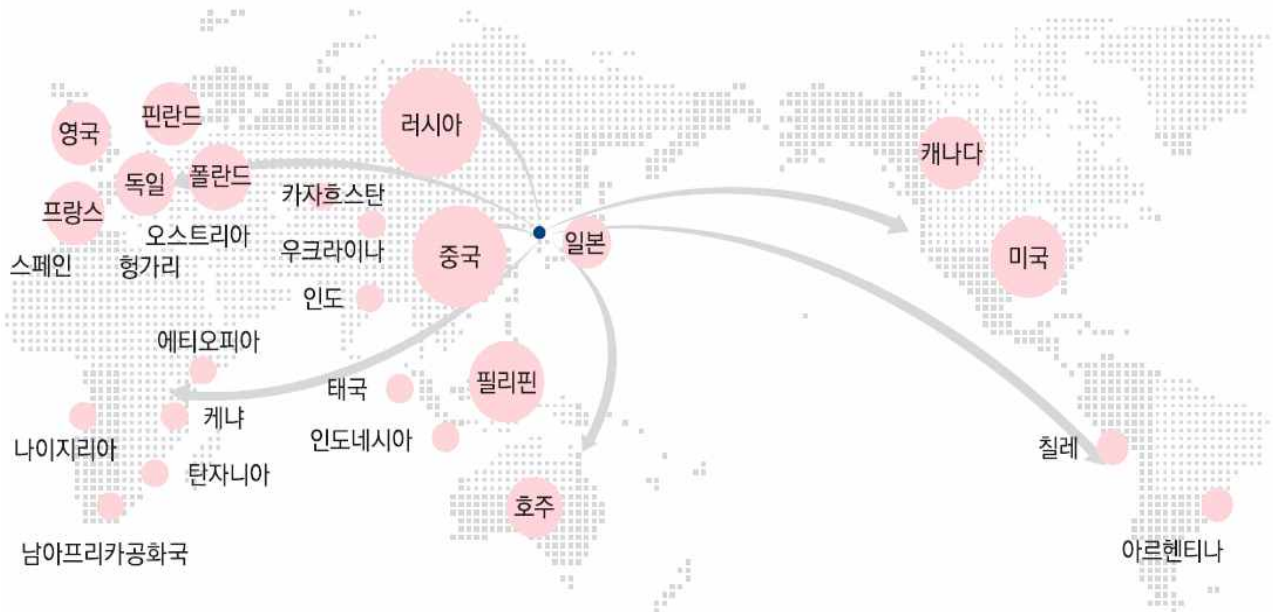 핀란드
영국
러시아
캐나다
독일
폴란드
카자흐스탄
프랑스
오스트리아
우크라이나
중국
일본
미국
스페인
헝가리
인도
에티오피아
태국
필리핀
케냐
나이지리아
인도네시아
칠레
탄자니아
호주
남아프리카공화국
아르헨티나